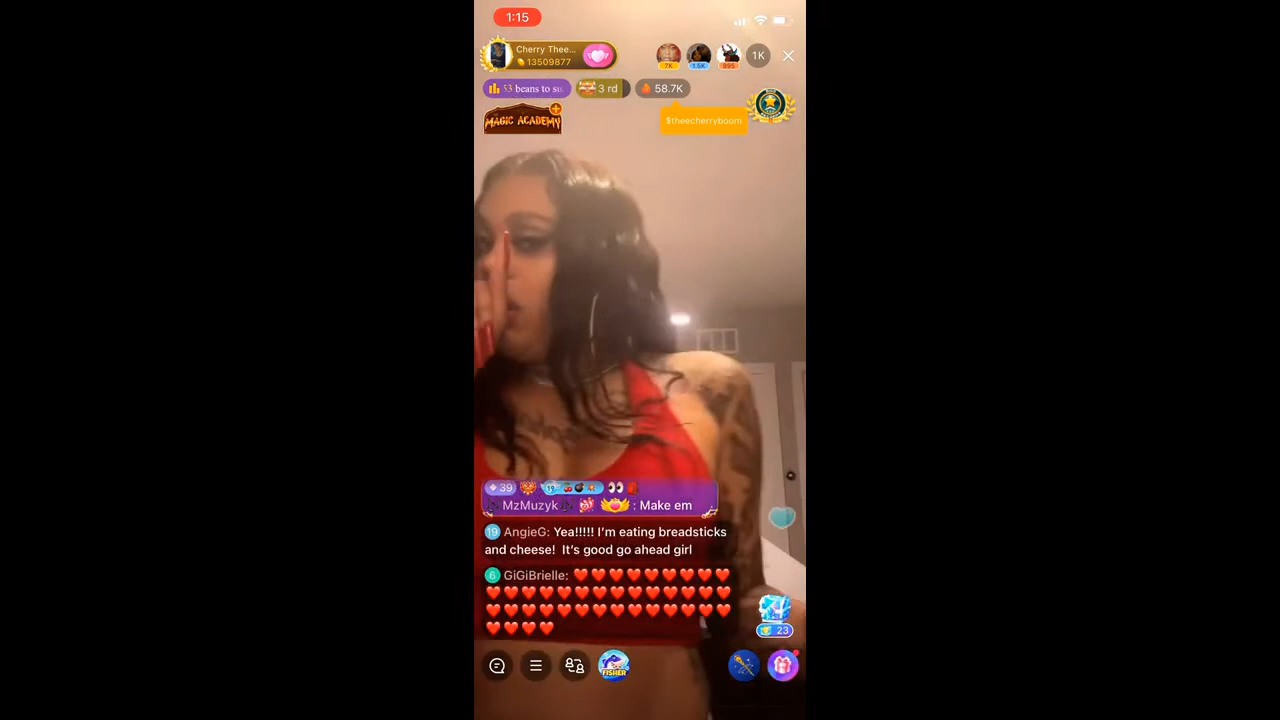 1:15
Cherry Thee...
13509877
7K
1.5K
995
1K
53 beans to su
3 rd
58.7K
MAGIC ACADEMY
$theecherryboom
39
19
MzMuzyk : Make em
19 AngieG: Yea!!!!! I’m eating breadsticks
and cheese! It’s good go ahead girl
6 GiGiBrielle: ❤️❤️❤️❤️❤️❤️❤️❤️❤️
❤️❤️❤️❤️❤️❤️❤️❤️❤️❤️❤️❤️❤️❤️
❤️❤️❤️❤️❤️❤️❤️❤️❤️❤️❤️❤️❤️❤️
❤️❤️❤️❤️
23
FISHER